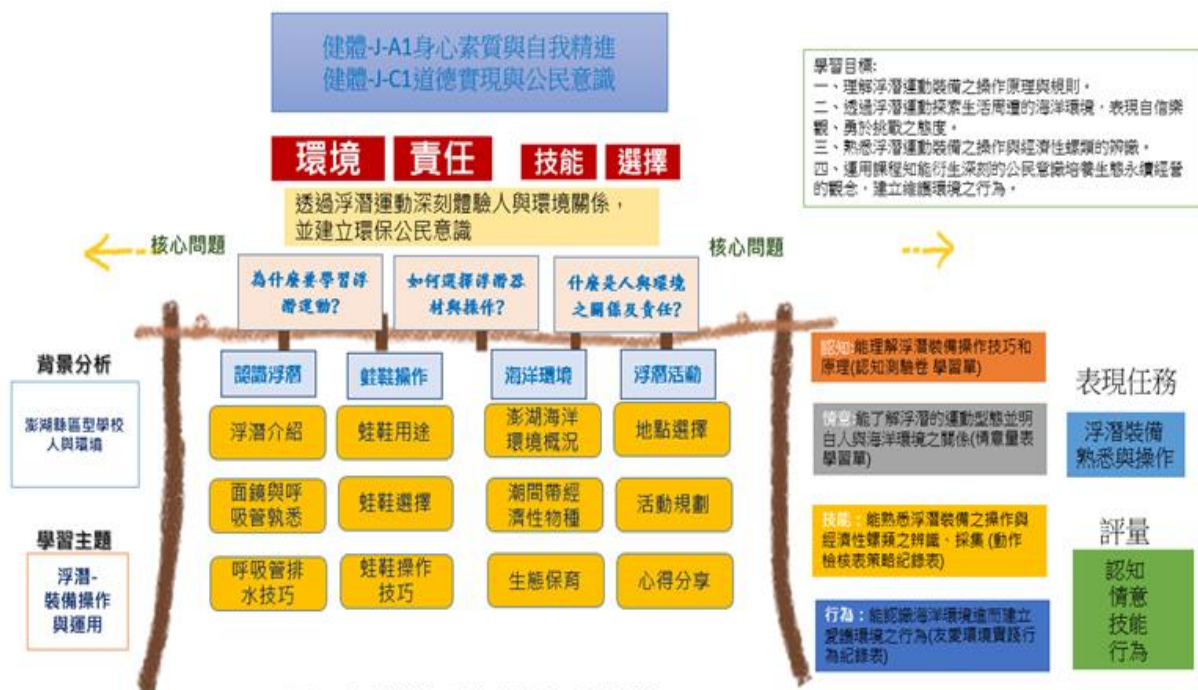 健體-J-A1身心素質與自我精進
健體-J-C1道德實現與公民意識
學習目標:
一、理解浮潛運動裝備之操作原理與規則。
二、透過浮潛運動探索生活周遭的海洋環境，表現自信樂
觀、勇於挑戰之態度。
三、熟悉浮潛運動裝備之操作與經濟性螺類的辨識。
四、運用課程知能衍生深刻的公民意識培養生態永續經營
的觀念，建立維護環境之行為。
環境
責任
技能
選擇
透過浮潛運動深刻體驗人與環境關係，
並建立環保公民意識
核心問題
核心問題
為什麼要學習浮
潛運動?
如何選擇浮潛器
材與操作?
什麼是人與環境
之關係及責任?
背景分析
澎湖縣區型學校
人與環境
學習主題
浮潛-
裝備操作
與運用
認識浮潛
蛙鞋操作
海洋環境
浮潛活動
浮潛介紹
蛙鞋用途
澎湖海洋
環境概況
地點選擇
面鏡與呼
吸管孰悉
蛙鞋選擇
潮間帶經
濟性物種
活動規劃
呼吸管排
水技巧
蛙鞋操作
技巧
生態保育
心得分享
認知:能理解浮潛裝備操作技巧和
原理(認知測驗卷 學習單)
情意:能了解浮潛的運動型態並明
白人與海洋環境之關係(情意量表
學習單)
技能：能熟悉浮潛裝備之操作與
經濟性螺類之辨識、採集 (動作
檢核表策略紀錄表)
行為：能認識海洋環境進而建立
愛護環境之行為(友愛環境實踐行
為紀錄表)
表現任務
浮潛裝備
熟悉與操作
評量
認知
情意
技能
行為